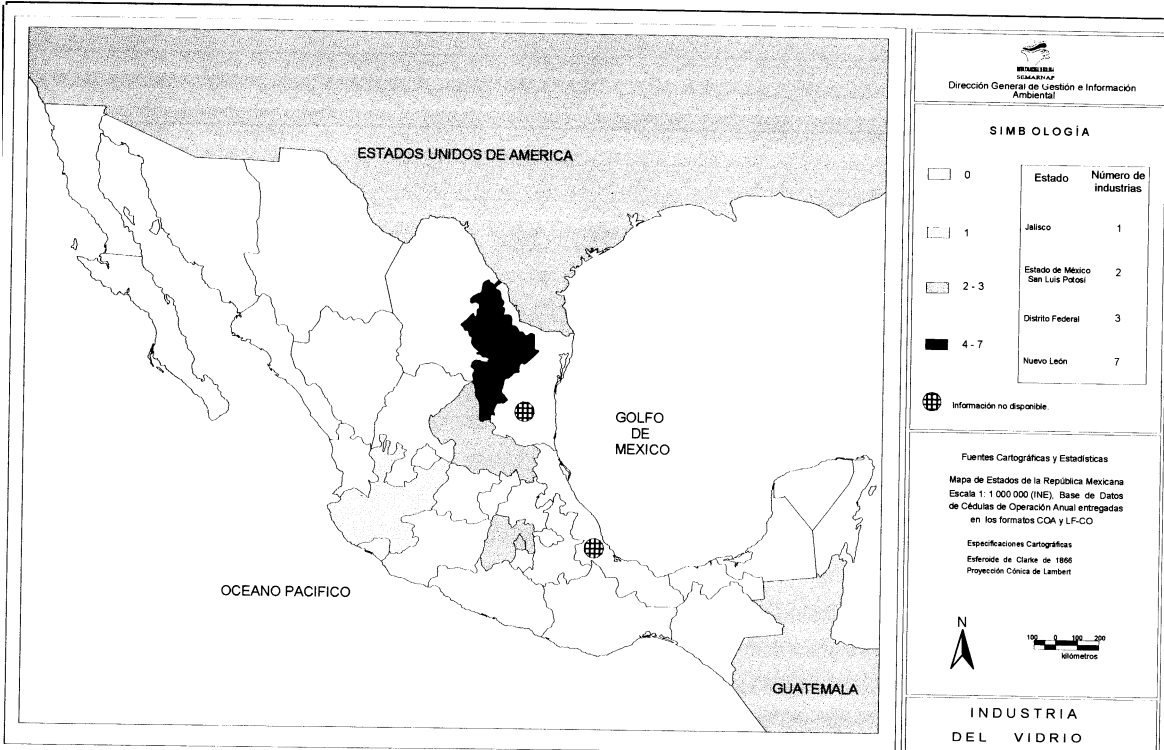 ESTADOS UNIDOS DE AMERICA
GOLFO
DE
MEXICO
OCEANO PACIFICO
GUATEMALA
SEMARNAP
Dirección General de Gestión e Información
Ambiental
SIMBOLOGÍA
0
1
2 - 3
4 - 7
Estado Número de
industrias
Jalisco 1
Estado de México
San Luis Potosí 2
Distrito Federal 3
Nuevo León 7
Información no disponible.
Fuentes Cartográficas y Estadísticas
Mapa de Estados de la República Mexicana
Escala 1: 1 000 000 (INE), Base de Datos
de Cédulas de Operación Anual entregadas
en los formatos COA y LF-CO
Especificaciones Cartográficas
Esferoide de Clarke de 1866
Proyección Cónica de Lambert
N
100 0 100 200
kilómetros
INDUSTRIA
DEL VIDRIO